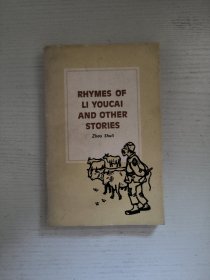 RHYMES OF
LI YOUCAI
AND OTHER
STORIES
Zhao Shuli